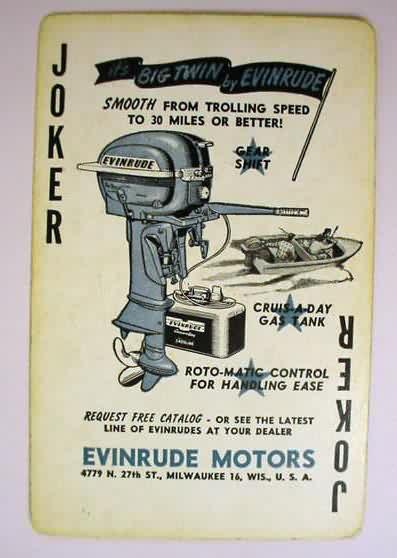 JOKER
it's BIG TWIN by EVINRUDE
SMOOTH FROM TROLLING SPEED
TO 30 MILES OR BETTER!
GEAR
SHIFT
EVINRUDE
EVINRUDE
CRUIS-A-DAY
GAS TANK
ROTO-MATIC CONTROL
FOR HANDLING EASE
REQUEST FREE CATALOG - OR SEE THE LATEST
LINE OF EVINRUDES AT YOUR DEALER
EVINRUDE MOTORS
4779 N. 27th ST., MILWAUKEE 16, WIS., U. S. A.
JOKER